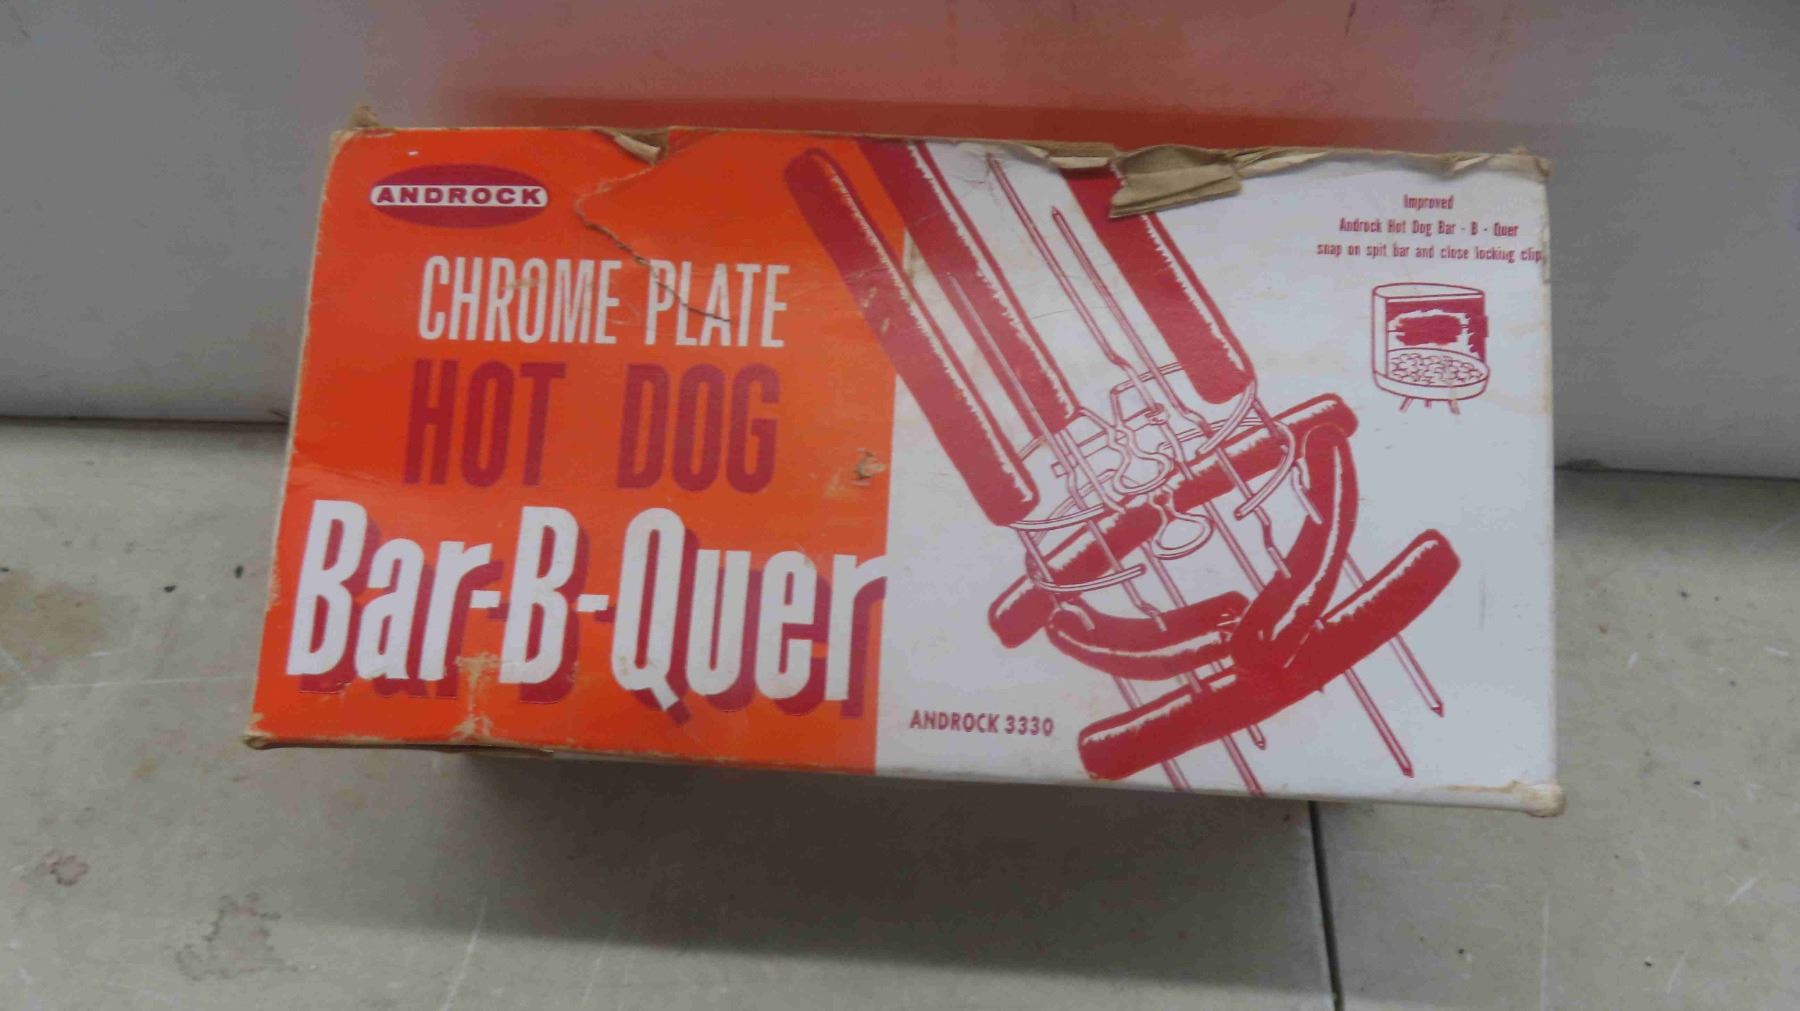 ANDROCK
CHROME PLATE
HOT DOG
Bar-B-Quer
Improved
Androck Hot Dog Bar - B - Quer
snap on spit bar and close locking clip
ANDROCK 3330